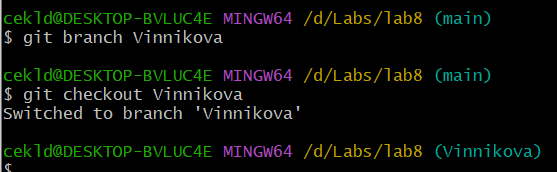 cekld@DESKTOP-BVLUC4E MINGW64 /d/Labs/lab8 (main)
$ git branch Vinnikova
cekld@DESKTOP-BVLUC4E MINGW64 /d/Labs/lab8 (main)
$ git checkout Vinnikova
Switched to branch 'Vinnikova'
cekld@DESKTOP-BVLUC4E MINGW64 /d/Labs/lab8 (Vinnikova)
$